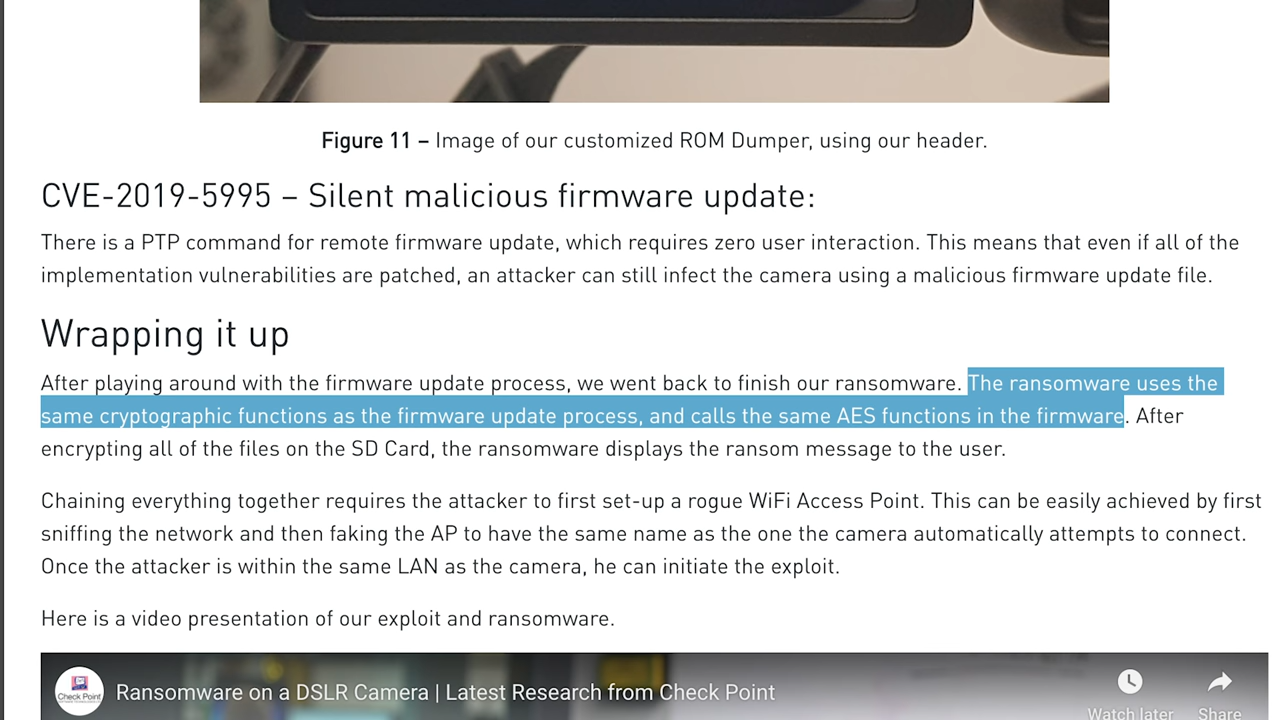 Figure 11 – Image of our customized ROM Dumper, using our header.
CVE-2019-5995 – Silent malicious firmware update:
There is a PTP command for remote firmware update, which requires zero user interaction. This means that even if all of the
implementation vulnerabilities are patched, an attacker can still infect the camera using a malicious firmware update file.
Wrapping it up
After playing around with the firmware update process, we went back to finish our ransomware. The ransomware uses the
same cryptographic functions as the firmware update process, and calls the same AES functions in the firmware. After
encrypting all of the files on the SD Card, the ransomware displays the ransom message to the user.
Chaining everything together requires the attacker to first set-up a rogue WiFi Access Point. This can be easily achieved by first
sniffing the network and then faking the AP to have the same name as the one the camera automatically attempts to connect.
Once the attacker is within the same LAN as the camera, he can initiate the exploit.
Here is a video presentation of our exploit and ransomware.
Check Point
Ransomware on a DSLR Camera | Latest Research from Check Point
Watch later
Share